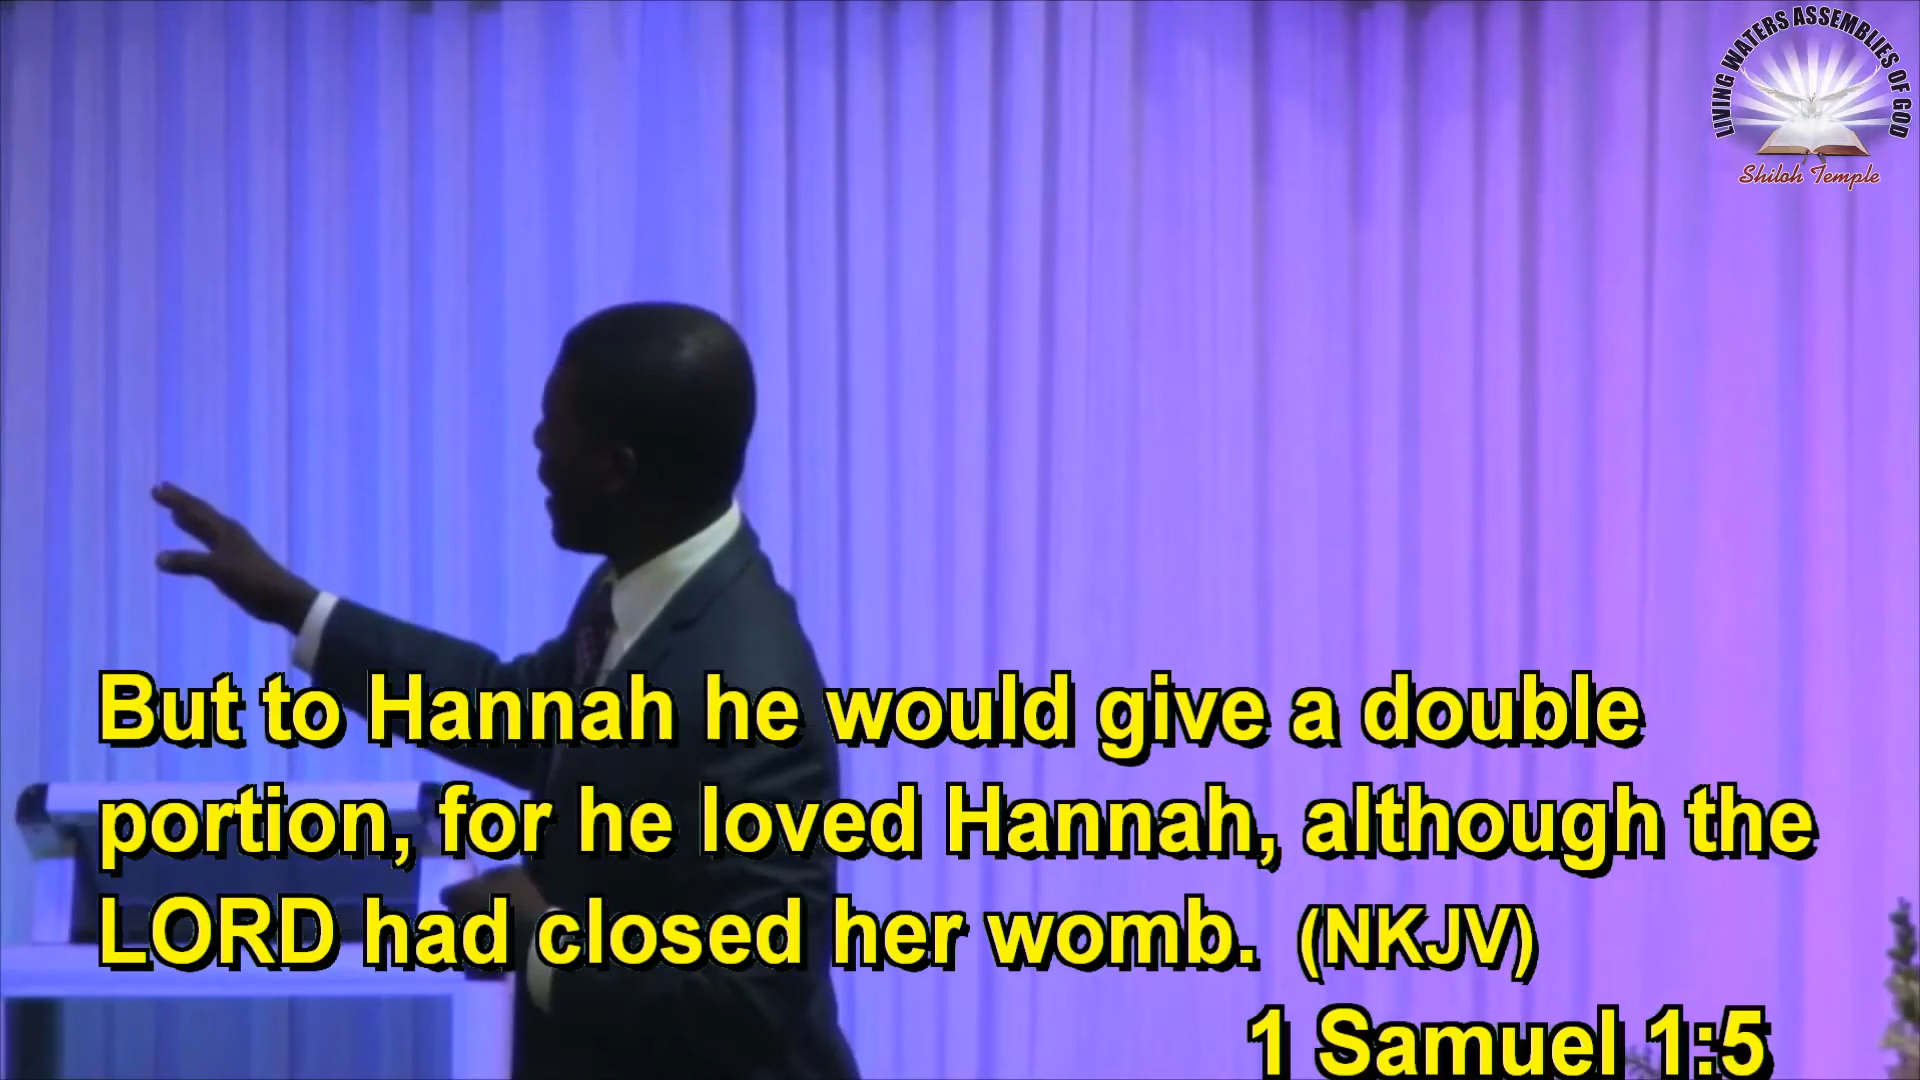 LIVING WATERS ASSEMBLIES OF GOD
Shiloh Temple
But to Hannah he would give a double
portion, for he loved Hannah, although the
LORD had closed her womb. (NKJV)
1 Samuel 1:5